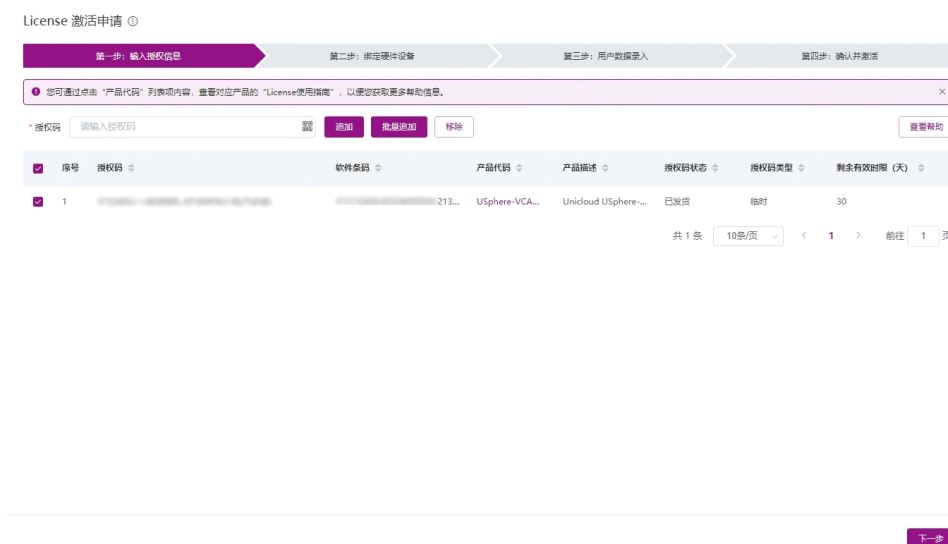 License 激活申请
第一步：输入授权信息 第二步：绑定硬件设备 第三步：用户数据录入 第四步：确认并激活
您可通过点击“产品代码”列表项内容，查看对应产品的“License使用指南”，以便您获取更多帮助信息。
* 授权码 请输入授权码 追加 批量追加 移除 查看帮助
序号 授权码 软件条码 产品代码 产品描述 授权码状态 授权码类型 剩余有效时限（天）
1 213... USphere-VCA... Unicloud USphere-... 已发货 临时 30
共 1 条 10条/页 1 前往 1 页
下一步